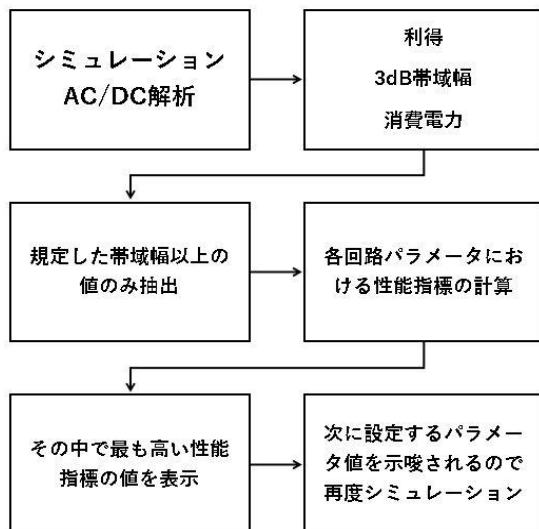 シミュレーション
AC/DC解析
利得
3dB帯域幅
消費電力
規定した帯域幅以上の
値のみ抽出
各回路パラメータにお
ける性能指標の計算
その中で最も高い性能
指標の値を表示
次に設定するパラメー
タ値を示唆されるので
再度シミュレーション